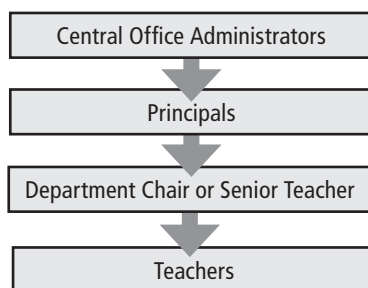 Central Office Administrators
Principals
Department Chair or Senior Teacher
Teachers